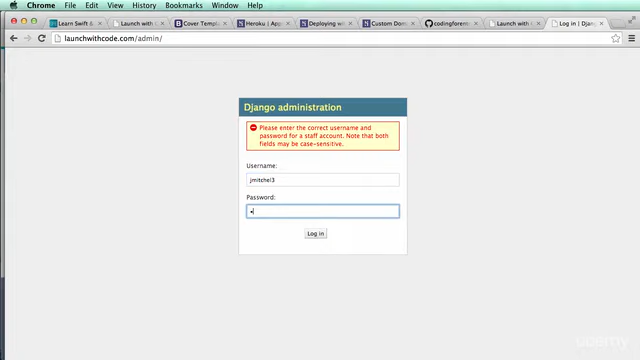 Chrome File Edit View History Bookmarks Window Help
Learn Swift & Launch with Cover Templ Heroku | App Deploying wi Custom Dom codingforentr Launch with Log in | Djan
launchwithcode.com/admin/
Django administration
Please enter the correct username and
password for a staff account. Note that both
fields may be case-sensitive.
Username:
jmitchel3
Password:
Log in
udemy